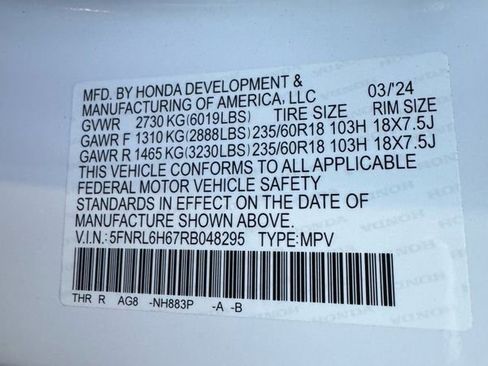 MFD. BY HONDA DEVELOPMENT &
MANUFACTURING OF AMERICA, LLC 03/'24
GVWR 2730 KG(6019LBS) TIRE SIZE RIM SIZE
GAWR F 1310 KG(2888LBS) 235/60R18 103H 18X7.5J
GAWR R 1465 KG(3230LBS) 235/60R18 103H 18X7.5J
THIS VEHICLE CONFORMS TO ALL APPLICABLE
FEDERAL MOTOR VEHICLE SAFETY
STANDARDS IN EFFECT ON THE DATE OF
MANUFACTURE SHOWN ABOVE.
V.I.N.:5FNRL6H67RB048295 TYPE:MPV
THR R AG8 -NH883P -A -B
HONDA